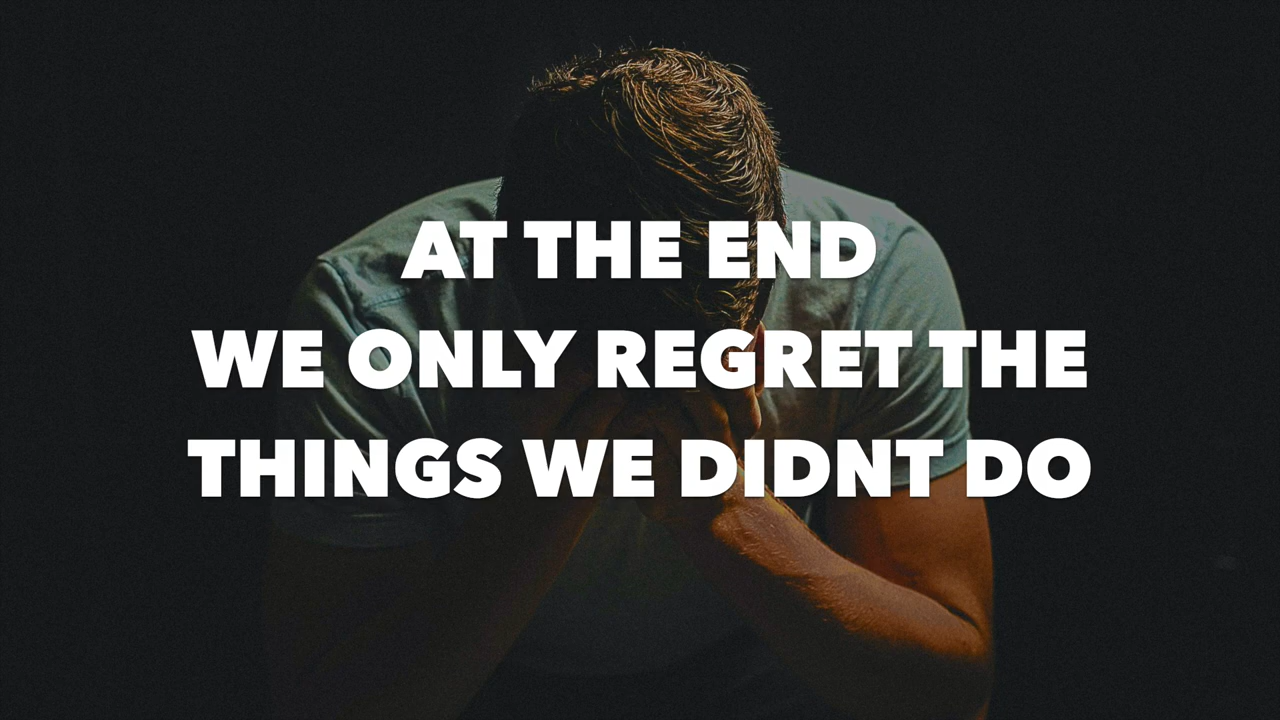 AT THE END
WE ONLY REGRET THE
THINGS WE DIDNT DO